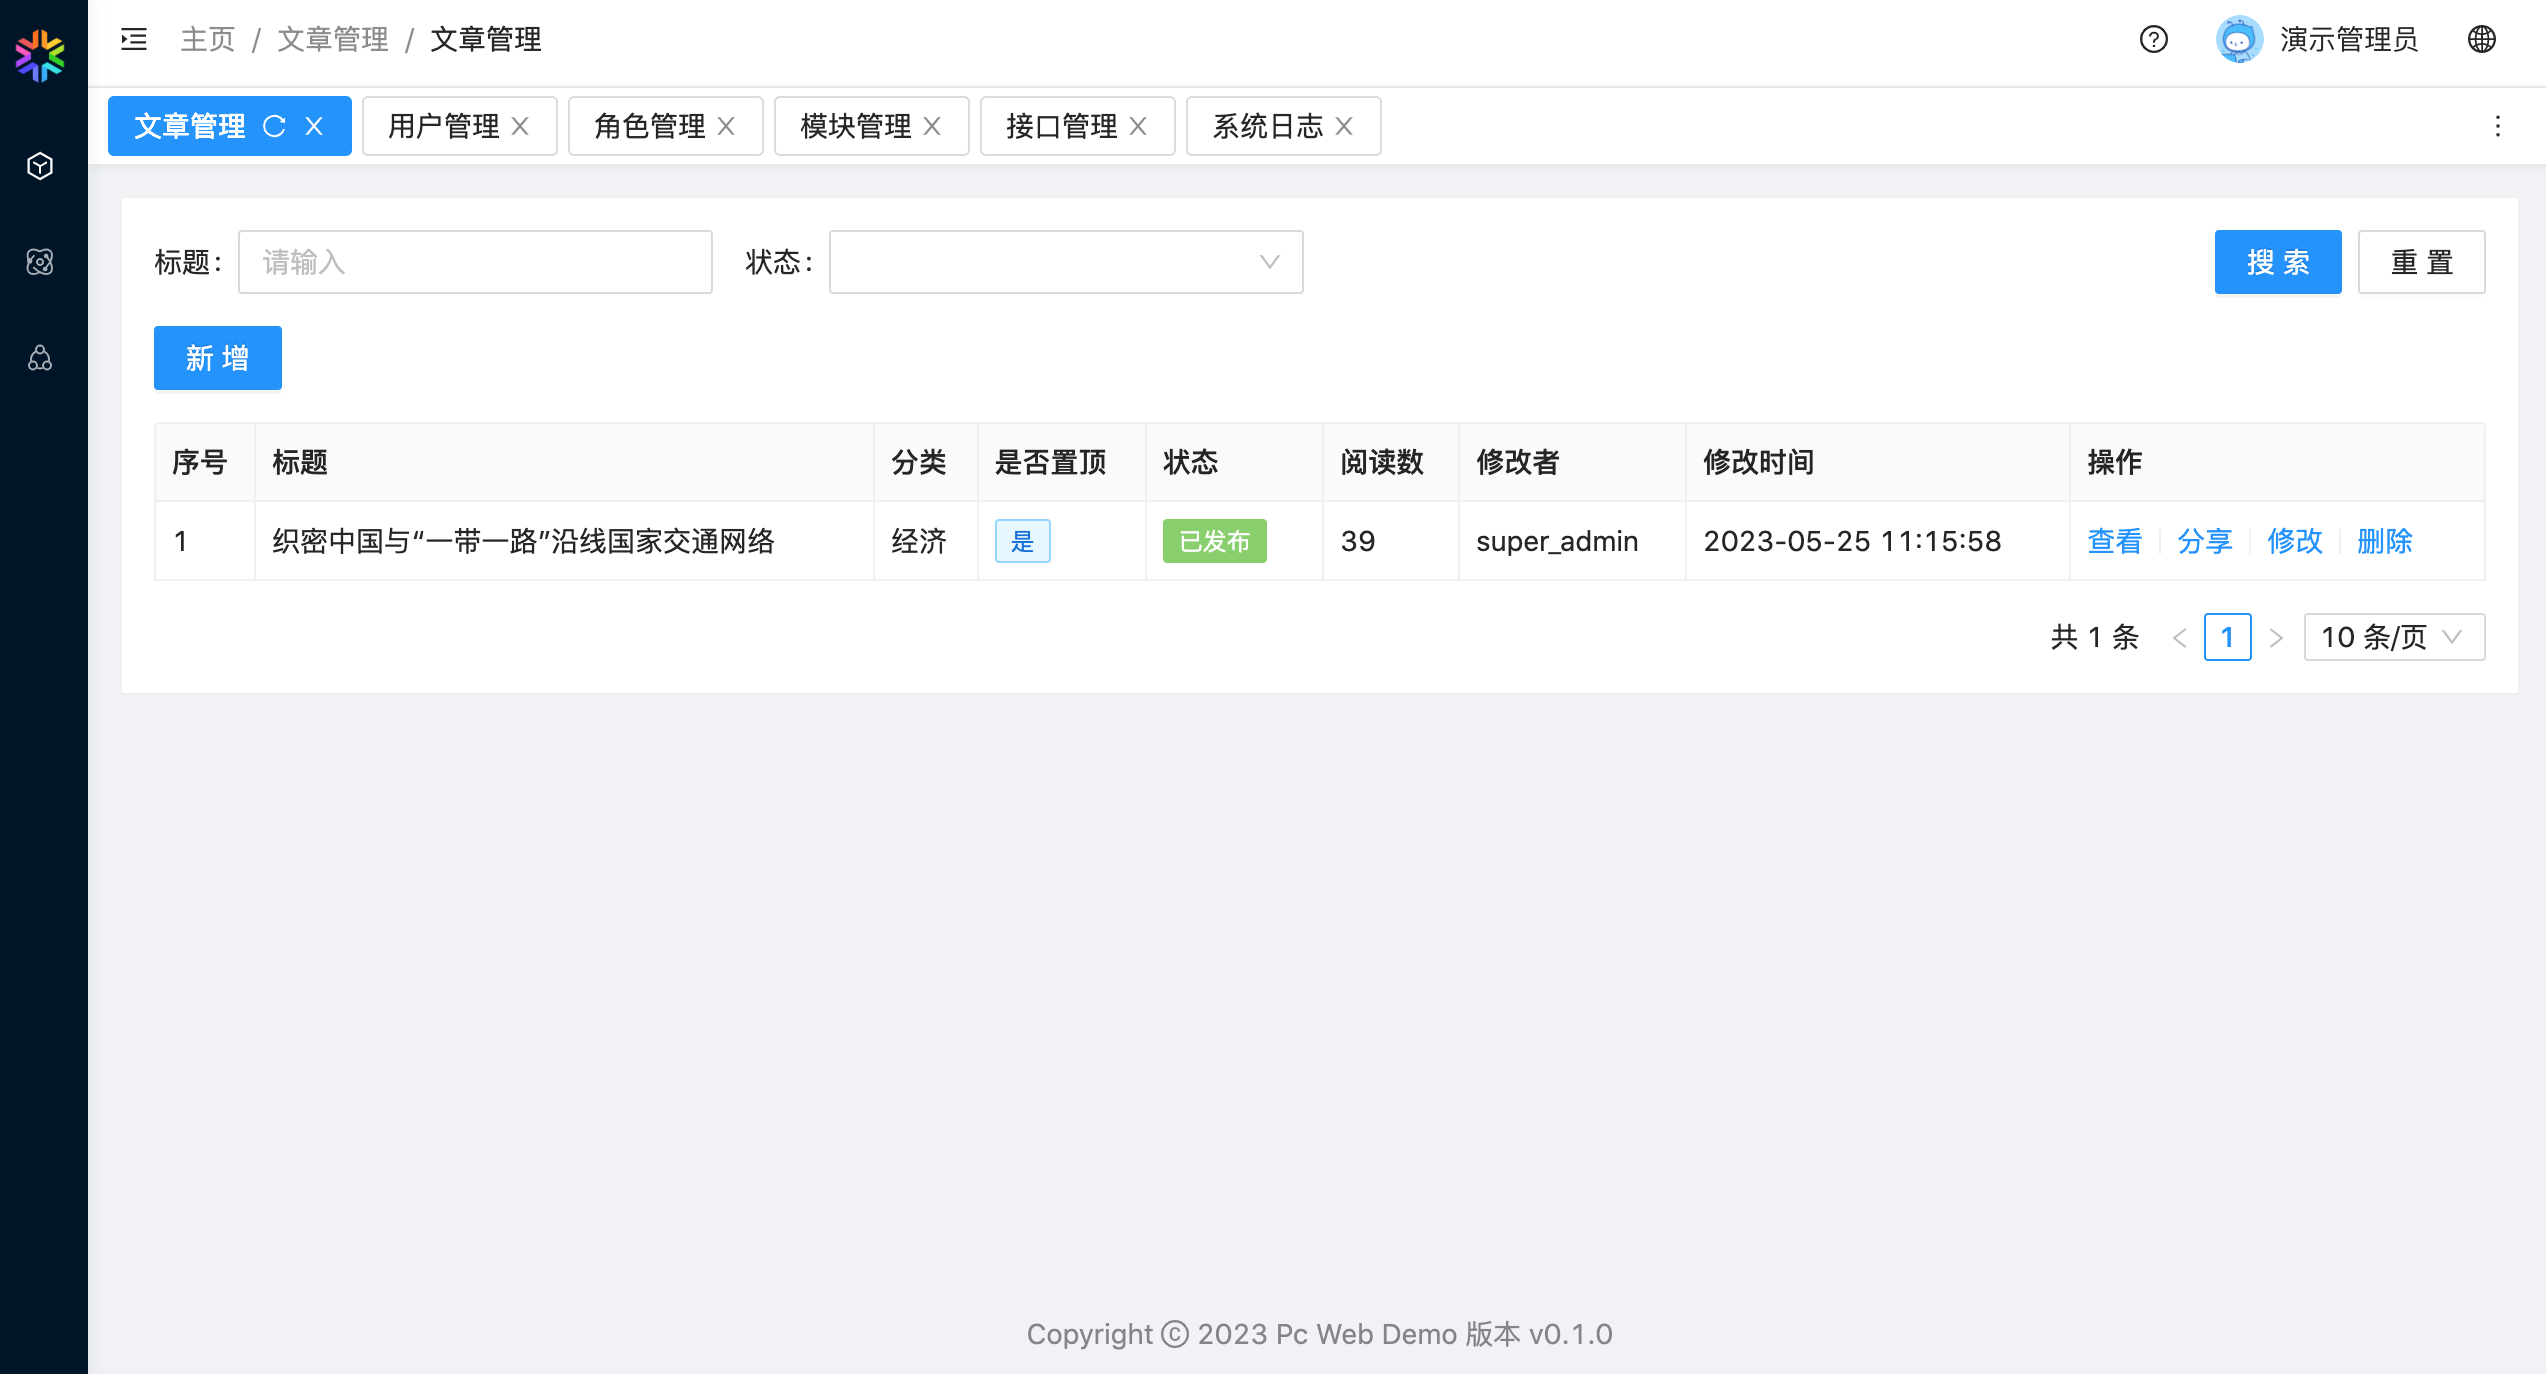 主页 / 文章管理 / 文章管理
演示管理员
文章管理 用户管理 角色管理 模块管理 接口管理 系统日志
标题： 请输入 状态： 搜 索 重 置
新 增
序号 标题 分类 是否置顶 状态 阅读数 修改者 修改时间 操作
1 织密中国与“一带一路”沿线国家交通网络 经济 是 已发布 39 super_admin 2023-05-25 11:15:58 查看 分享 修改 删除
共 1 条 < 1 > 10 条/页
Copyright © 2023 Pc Web Demo 版本 v0.1.0